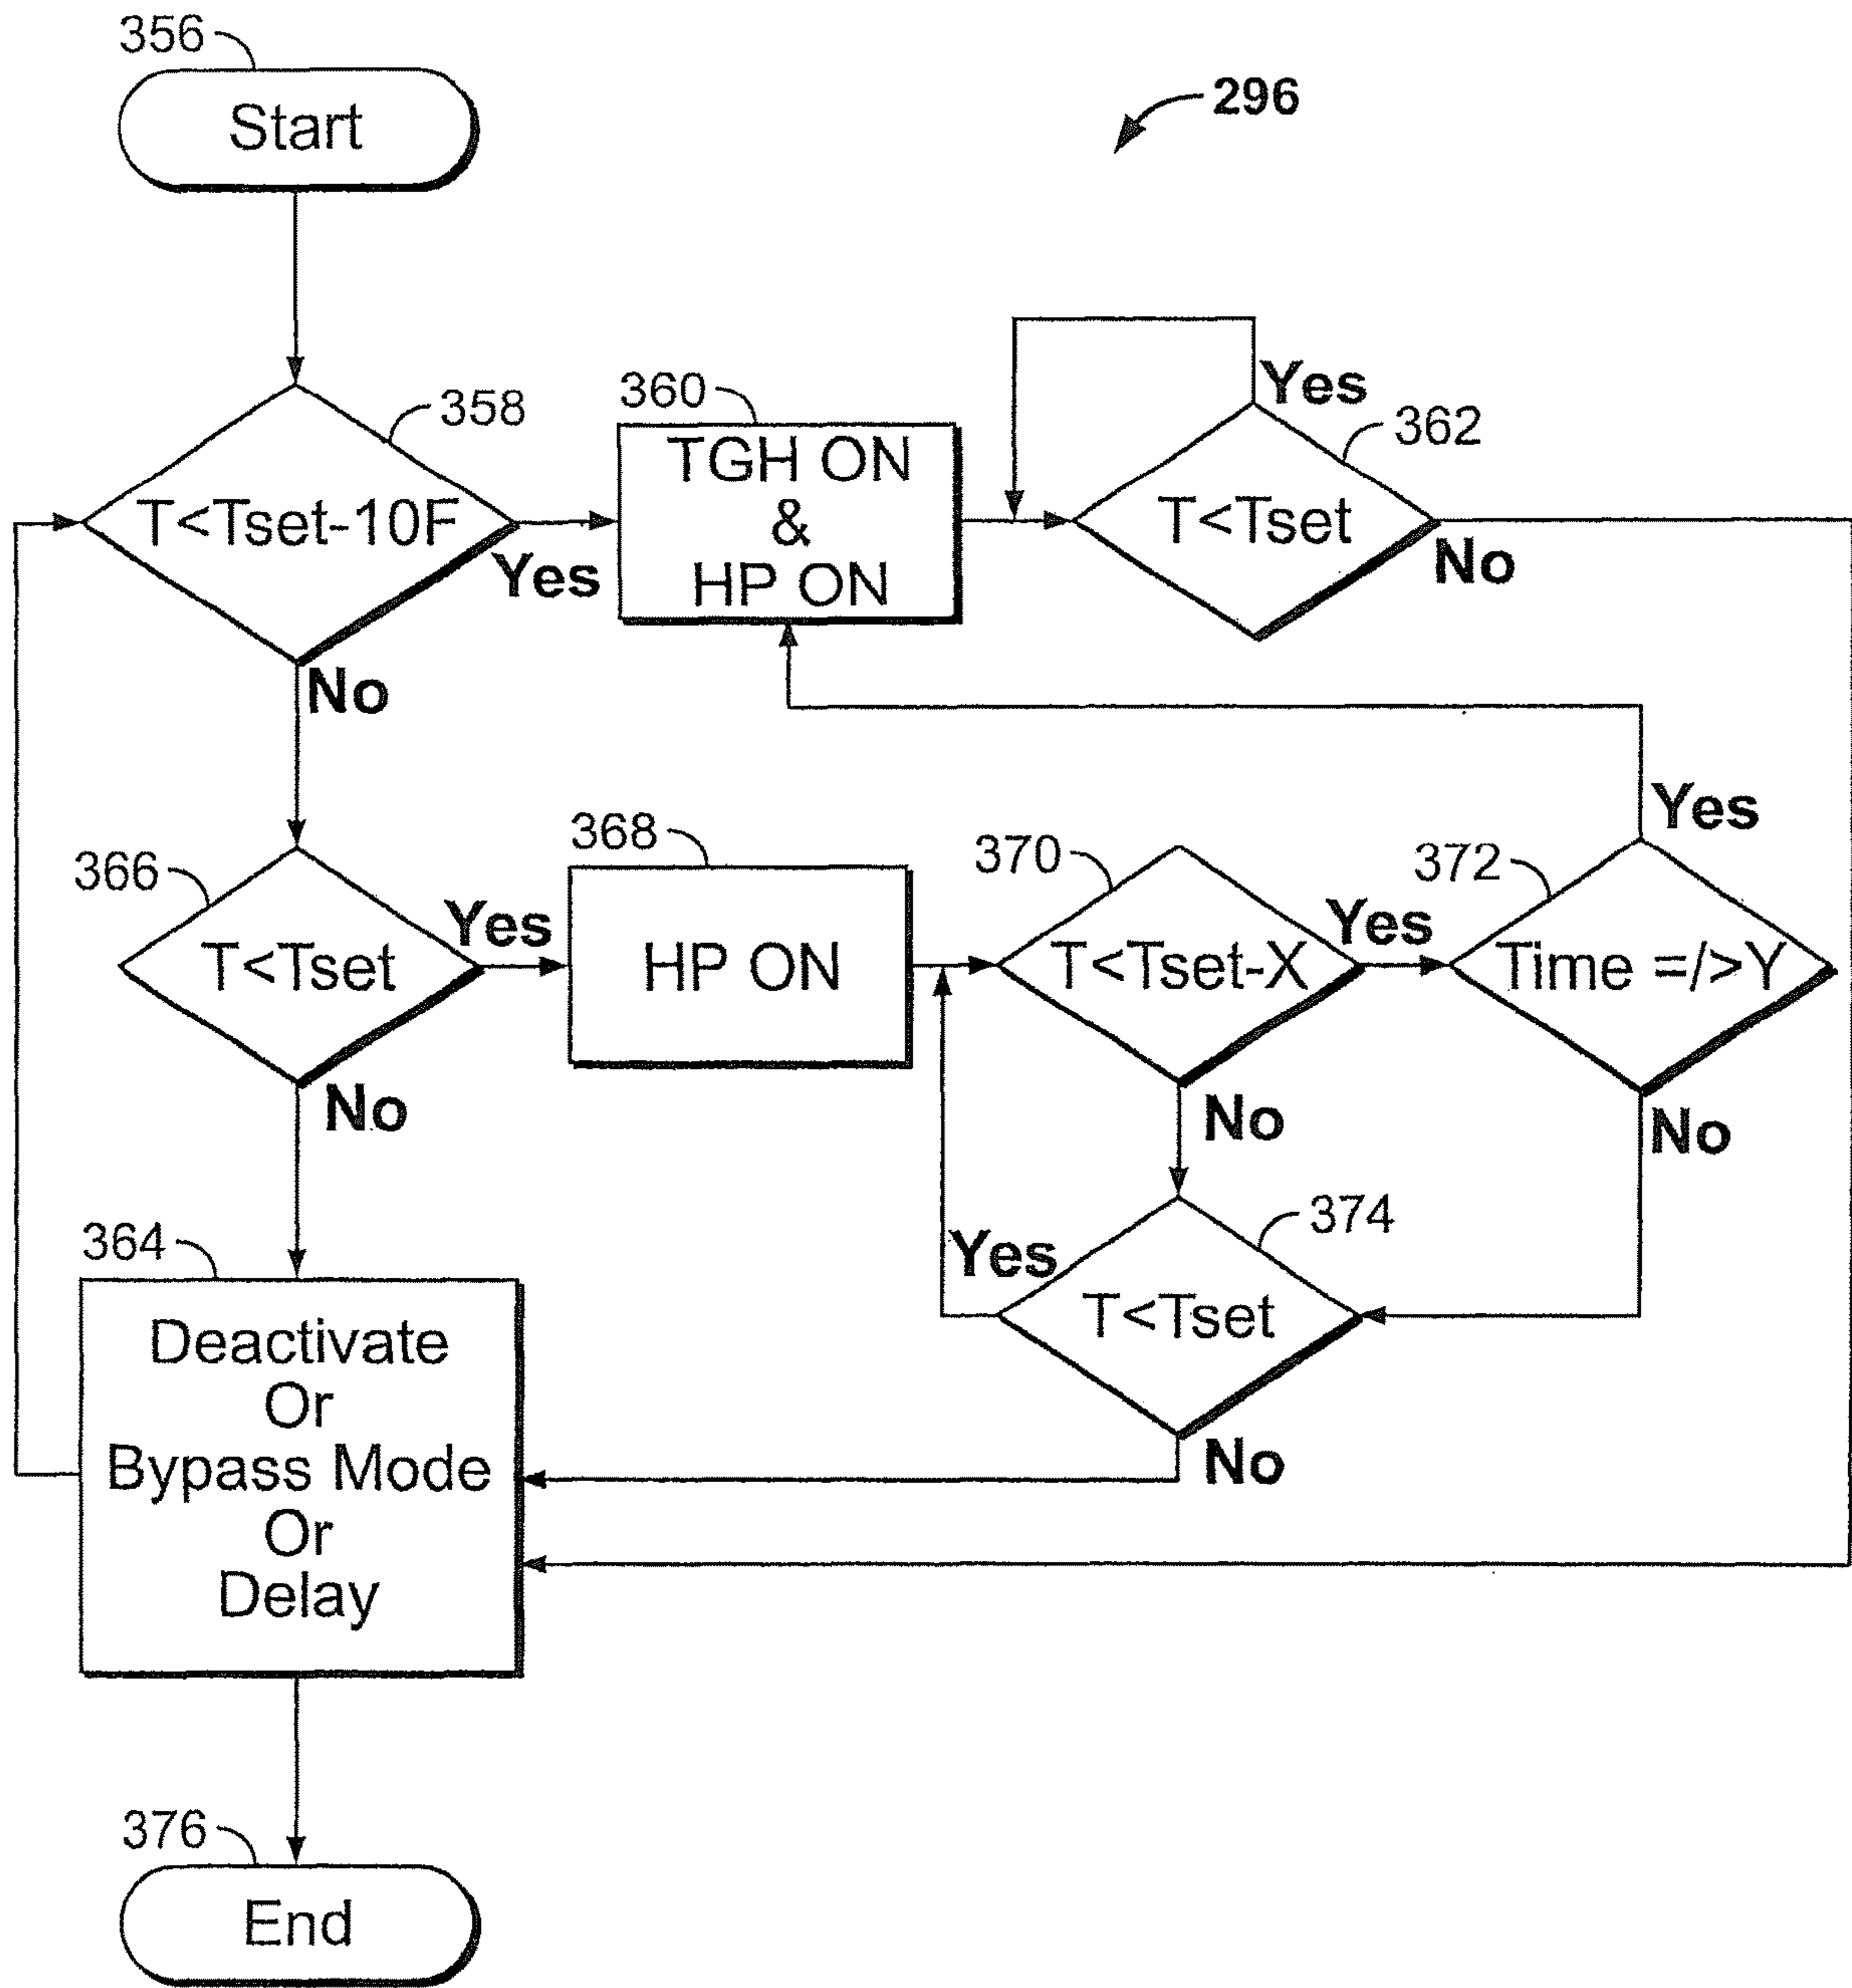 356
Start
296
358
T<Tset-10F
Yes
No
360
TGH ON
&
HP ON
Yes
362
T<Tset
No
366
T<Tset
Yes
No
368
HP ON
370
T<Tset-X
Yes
No
372
Time =/>Y
Yes
No
374
T<Tset
Yes
No
364
Deactivate
Or
Bypass Mode
Or
Delay
376
End